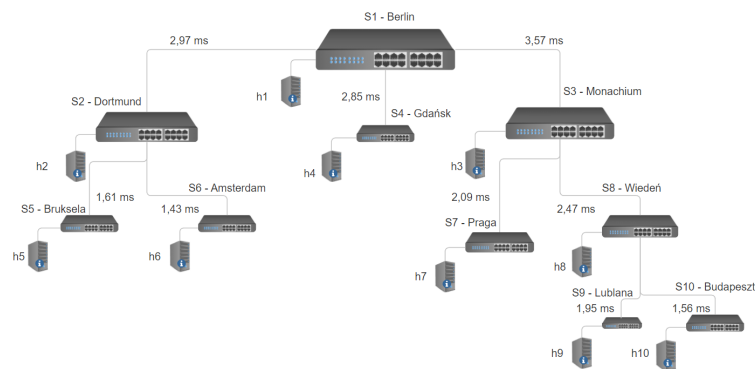 S1 - Berlin
2,97 ms
3,57 ms
h1
2,85 ms
S2 - Dortmund
S4 - Gdańsk
S3 - Monachium
h2
h4
h3
1,61 ms
S6 - Amsterdam
2,09 ms
S8 - Wiedeń
S5 - Bruksela
1,43 ms
2,47 ms
S7 - Praga
h5
h6
h7
h8
S9 - Lublana
S10 - Budapeszt
1,95 ms
1,56 ms
h9
h10